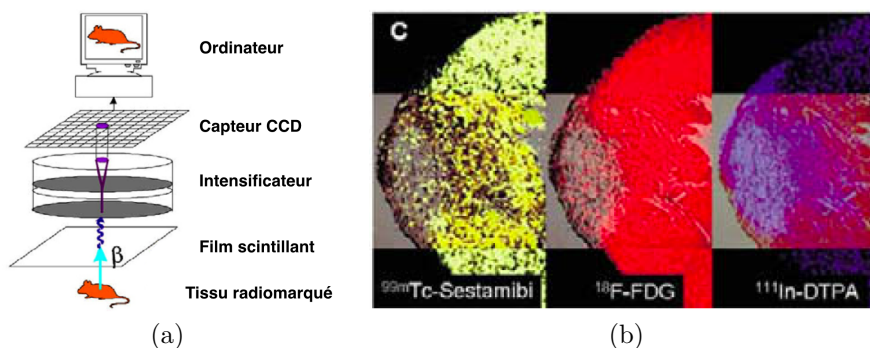 Ordinateur
Capteur CCD
Intensificateur
Film scintillant
β
Tissu radiomarqué
(a)
C
99mTc-Sestamibi
18F-FDG
111In-DTPA
(b)